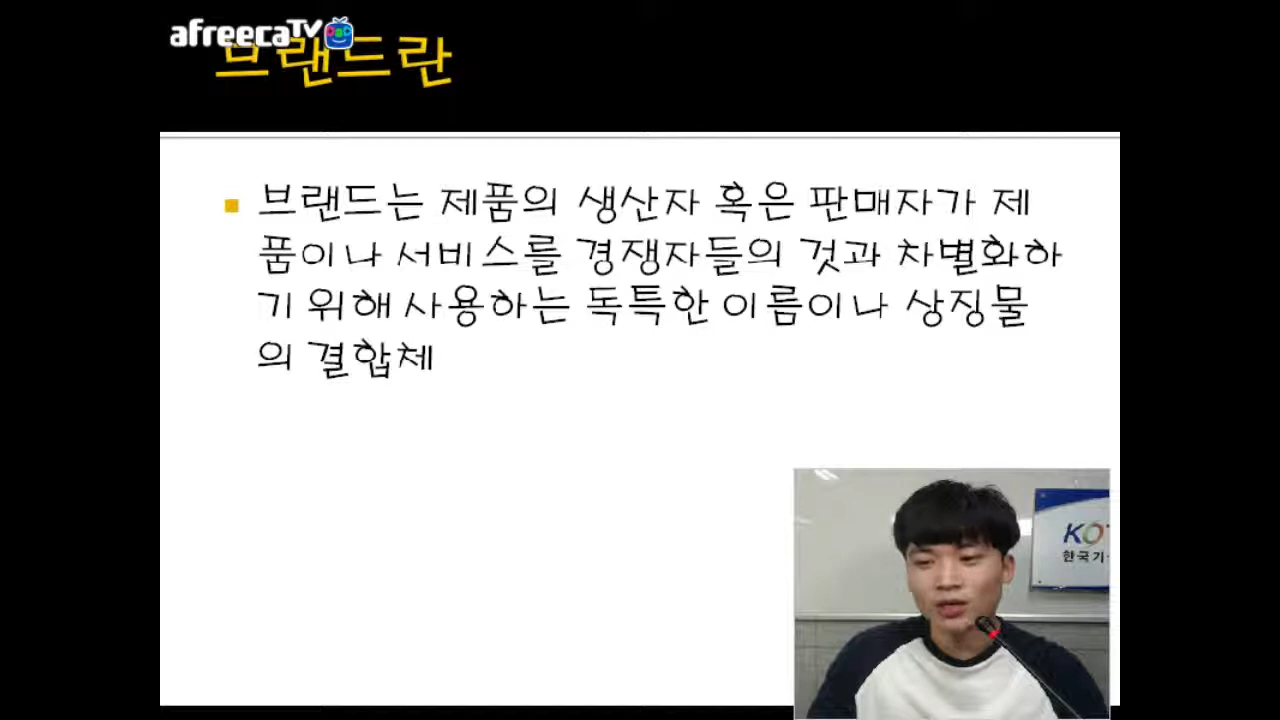 afreecaTV
브랜드란
브랜드는 제품의 생산자 혹은 판매자가 제
품이나 서비스를 경쟁자들의 것과 차별화하
기 위해 사용하는 독특한 이름이나 상징물
의 결합체
한국기